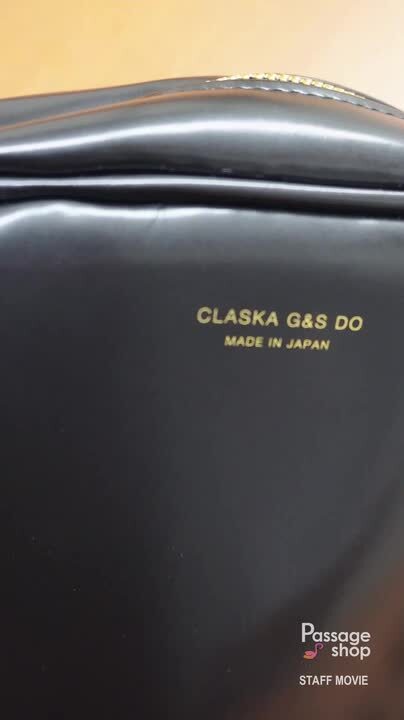 CLASKA G&S DO
MADE IN JAPAN
Passage
shop
STAFF MOVIE